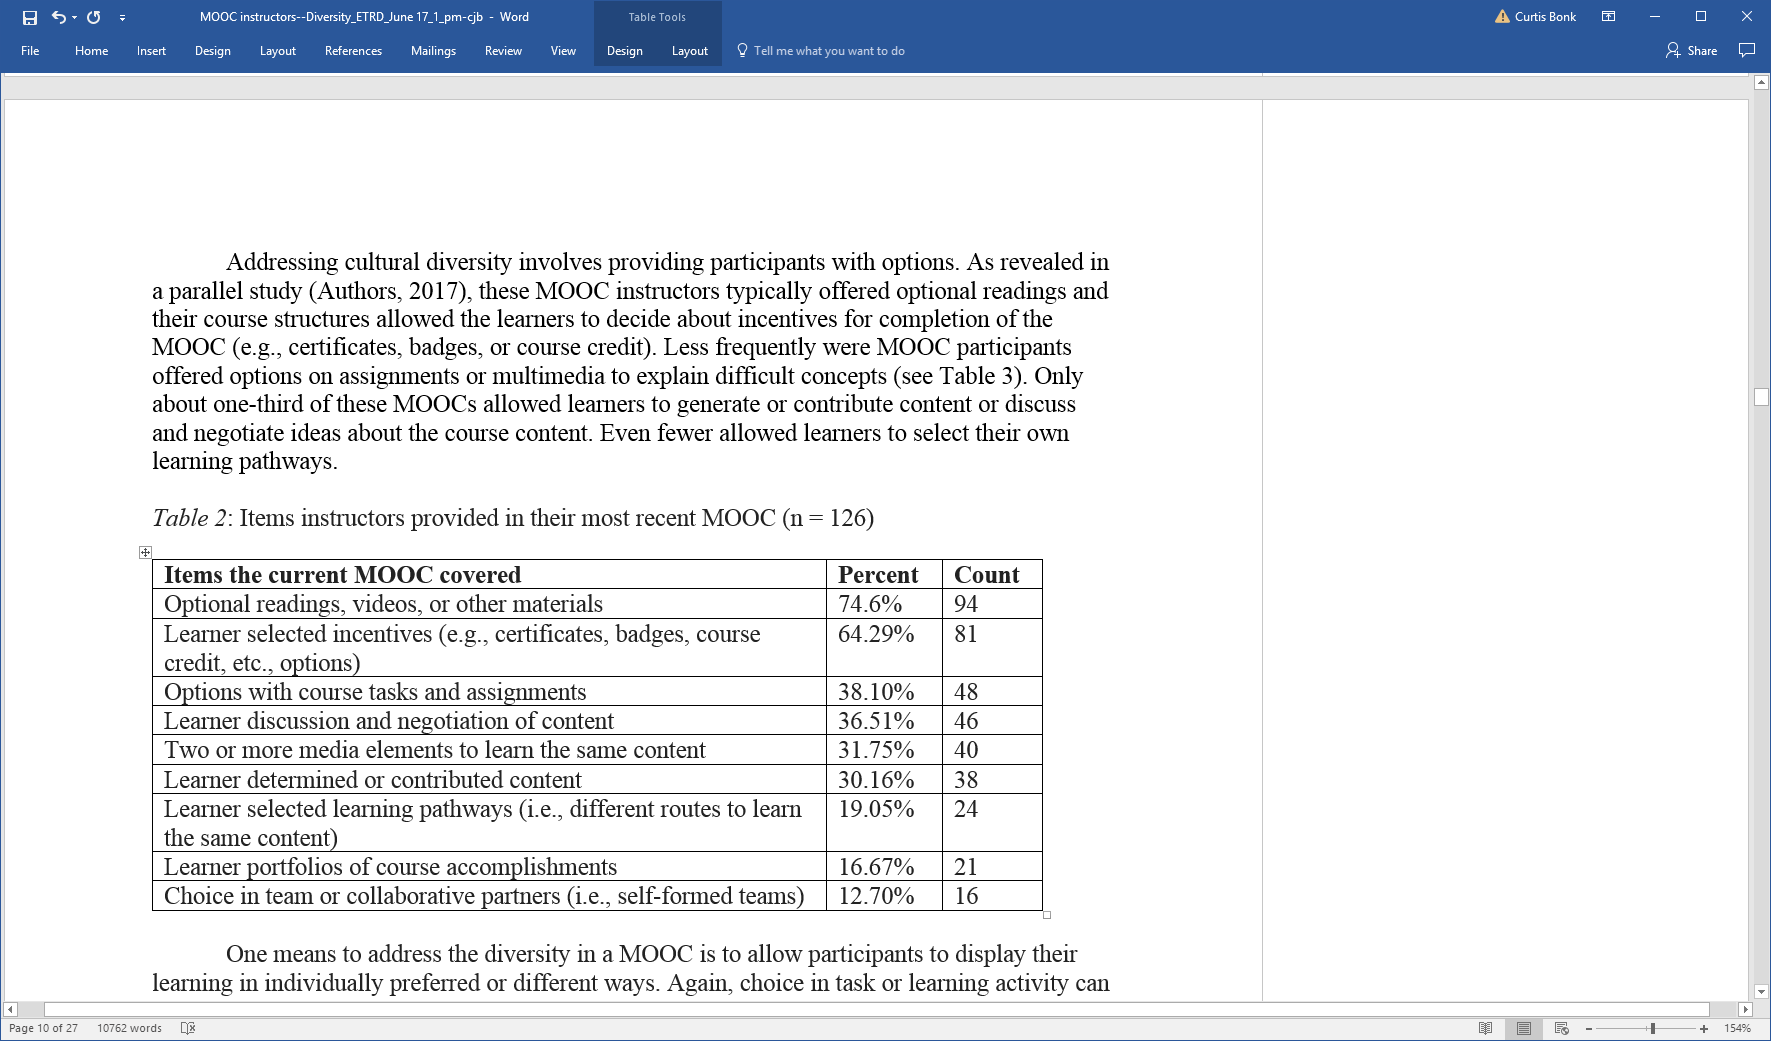 MOOC instructors--Diversity_ETRD_June 17_1_pm-cjb - Word
Table Tools
Curtis Bonk
File Home Insert Design Layout References Mailings Review View Design Layout Tell me what you want to do Share
Addressing cultural diversity involves providing participants with options. As revealed in
a parallel study (Authors, 2017), these MOOC instructors typically offered optional readings and
their course structures allowed the learners to decide about incentives for completion of the
MOOC (e.g., certificates, badges, or course credit). Less frequently were MOOC participants
offered options on assignments or multimedia to explain difficult concepts (see Table 3). Only
about one-third of these MOOCs allowed learners to generate or contribute content or discuss
and negotiate ideas about the course content. Even fewer allowed learners to select their own
learning pathways.
Table 2: Items instructors provided in their most recent MOOC (n = 126)
Items the current MOOC covered Percent Count
Optional readings, videos, or other materials 74.6% 94
Learner selected incentives (e.g., certificates, badges, course 64.29% 81
credit, etc., options)
Options with course tasks and assignments 38.10% 48
Learner discussion and negotiation of content 36.51% 46
Two or more media elements to learn the same content 31.75% 40
Learner determined or contributed content 30.16% 38
Learner selected learning pathways (i.e., different routes to learn 19.05% 24
the same content)
Learner portfolios of course accomplishments 16.67% 21
Choice in team or collaborative partners (i.e., self-formed teams) 12.70% 16
One means to address the diversity in a MOOC is to allow participants to display their
learning in individually preferred or different ways. Again, choice in task or learning activity can
Page 10 of 27 10762 words 154%